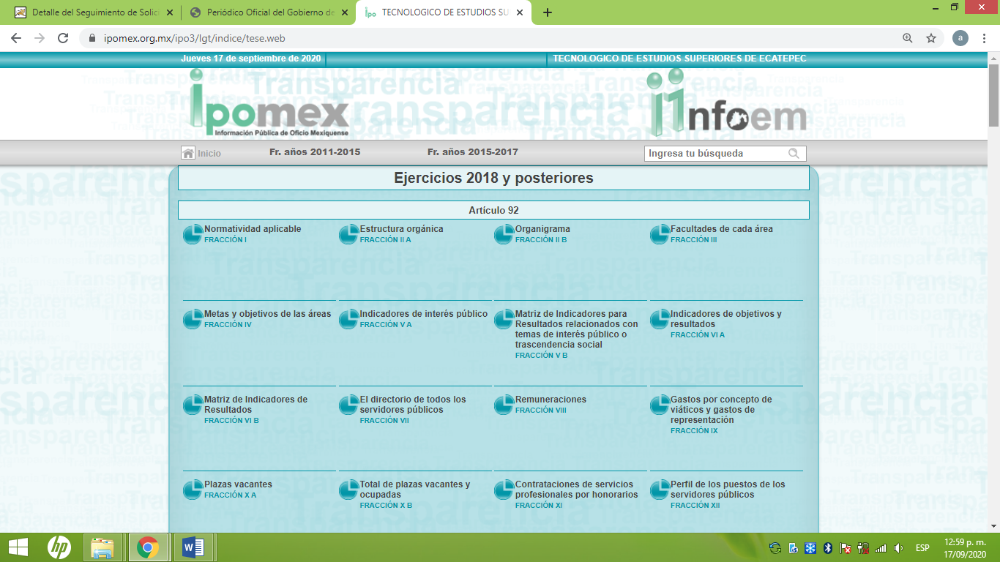 Detalle del Seguimiento de Solici
Periódico Oficial del Gobierno de
ipo
TECNOLOGICO DE ESTUDIOS SU
ipomex.org.mx/ipo3/lgt/indice/tese.web
a
Jueves 17 de septiembre de 2020
TECNOLOGICO DE ESTUDIOS SUPERIORES DE ECATEPEC
ipomex
Información Pública de Oficio Mexiquense
infoem
Transparencia
Inicio
Fr. años 2011-2015
Fr. años 2015-2017
Ingresa tu búsqueda
Ejercicios 2018 y posteriores
Artículo 92
Normatividad aplicable
FRACCIÓN I
Estructura orgánica
FRACCIÓN II A
Organigrama
FRACCIÓN II B
Facultades de cada área
FRACCIÓN III
Metas y objetivos de las áreas
FRACCIÓN IV
Indicadores de interés público
FRACCIÓN V A
Matriz de Indicadores para
Resultados relacionados con
temas de interés público o
trascendencia social
FRACCIÓN V B
Indicadores de objetivos y
resultados
FRACCIÓN VI A
Matriz de Indicadores de
Resultados
FRACCIÓN VI B
El directorio de todos los
servidores públicos
FRACCIÓN VII
Remuneraciones
FRACCIÓN VIII
Gastos por concepto de
viáticos y gastos de
representación
FRACCIÓN IX
Plazas vacantes
FRACCIÓN X A
Total de plazas vacantes y
ocupadas
FRACCIÓN X B
Contrataciones de servicios
profesionales por honorarios
FRACCIÓN XI
Perfil de los puestos de los
servidores públicos
FRACCIÓN XII
hp
ESP
12:59 p. m.
17/09/2020